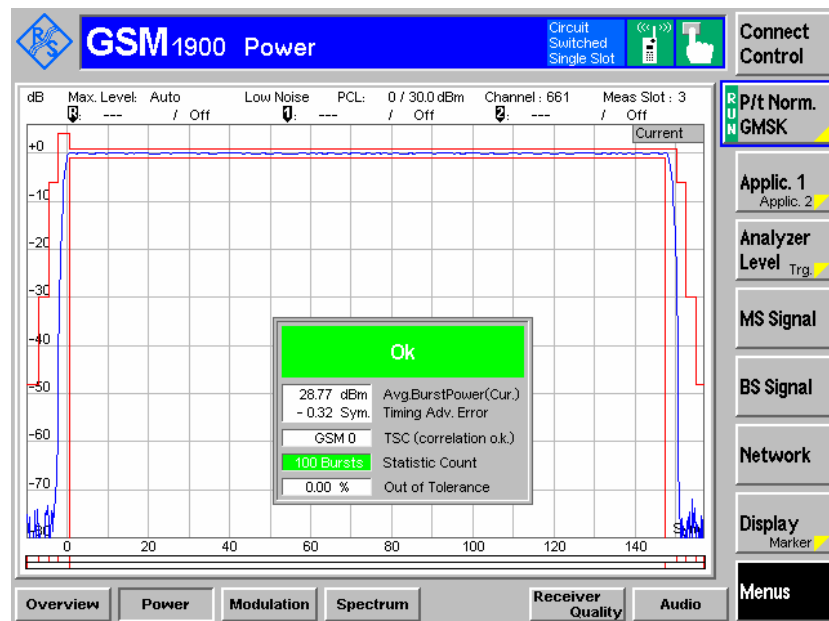 R S
GSM 1900 Power
Circuit Switched Single Slot
Connect Control
dB Max. Level: Auto Low Noise PCL: 0 / 30.0 dBm Channel : 661 Meas Slot : 3
R: --- / Off 1: --- / Off 2: --- / Off
Current
RUN P/t Norm. GMSK
Applic. 1
Applic. 2
Analyzer Level Trg.
MS Signal
BS Signal
Network
Display
Marker
Menus
+0
-10
-20
-30
-40
-50
-60
-70
-80
Ok
28.77 dBm Avg.BurstPower(Cur.)
- 0.32 Sym. Timing Adv. Error
GSM 0 TSC (correlation o.k.)
100 Bursts Statistic Count
0.00 % Out of Tolerance
0 20 40 60 80 100 120 140
Overview Power Modulation Spectrum Receiver Quality Audio